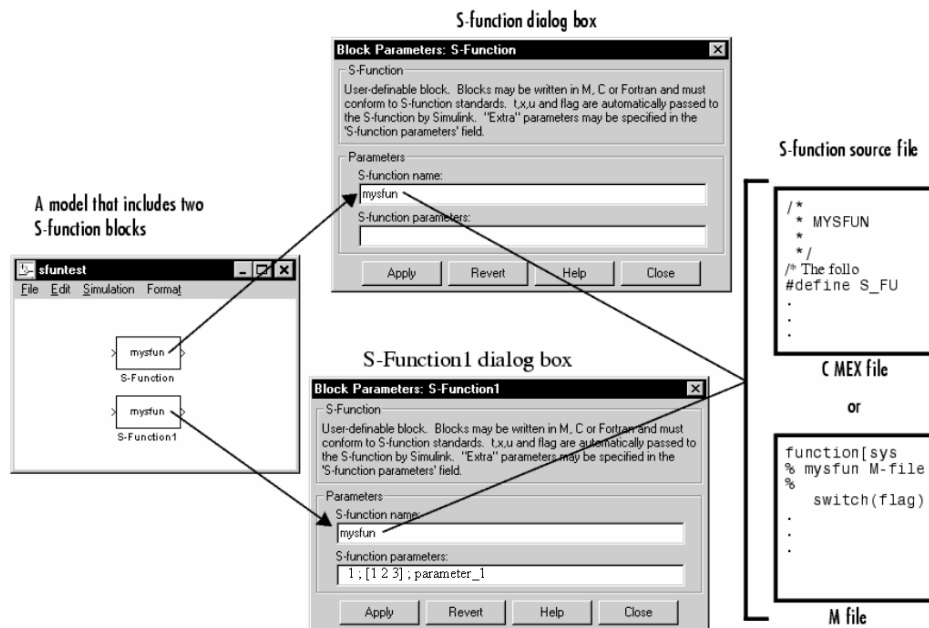 S-function dialog box
Block Parameters: S-Function
S-Function
User-definable block. Blocks may be written in M, C or Fortran and must
conform to S-function standards. t,x,u and flag are automatically passed to
the S-function by Simulink. "Extra" parameters may be specified in the
'S-function parameters' field.
Parameters
S-function name:
mysfun
S-function parameters:
Apply Revert Help Close
A model that includes two
S-function blocks
sfuntest
File Edit Simulation Format
mysfun
S-Function
mysfun
S-Function1
S-Function1 dialog box
Block Parameters: S-Function1
S-Function
User-definable block. Blocks may be written in M, C or Fortran and must
conform to S-function standards. t,x,u and flag are automatically passed to
the S-function by Simulink. "Extra" parameters may be specified in the
'S-function parameters' field.
Parameters
S-function name:
mysfun
S-function parameters:
1 ; [1 2 3] ; parameter_1
Apply Revert Help Close
S-function source file
/*
* MYSFUN
*
*/
/* The follo
#define S_FU
.
.
.
C MEX file
or
function[sys
% mysfun M-file
%
switch(flag)
.
.
.
M file